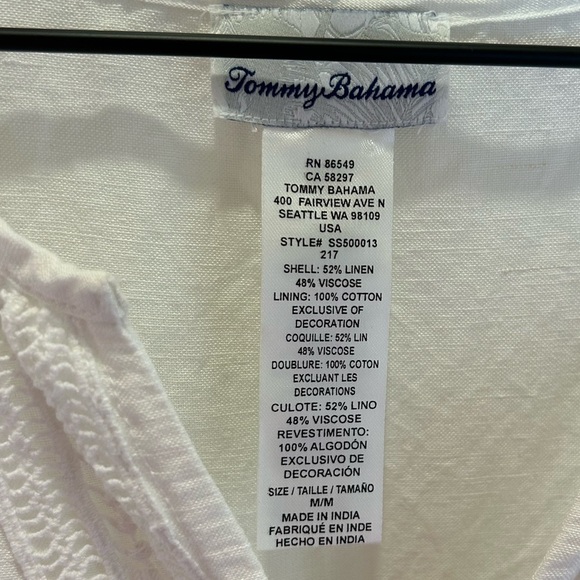 Tommy Bahama
RN 86549
CA 58297
TOMMY BAHAMA
400 FAIRVIEW AVE N
SEATTLE WA 98109
USA
STYLE# SS500013
217
SHELL: 52% LINEN
48% VISCOSE
LINING: 100% COTTON
EXCLUSIVE OF
DECORATION
COQUILLE: 52% LIN
48% VISCOSE
DOUBLURE: 100% COTON
EXCLUANT LES
DECORATIONS
CULOTE: 52% LINO
48% VISCOSE
REVESTIMENTO:
100% ALGODÓN
EXCLUSIVO DE
DECORACIÓN
SIZE / TAILLE / TAMAÑO
M/M
MADE IN INDIA
FABRIQUÉ EN INDE
HECHO EN INDIA